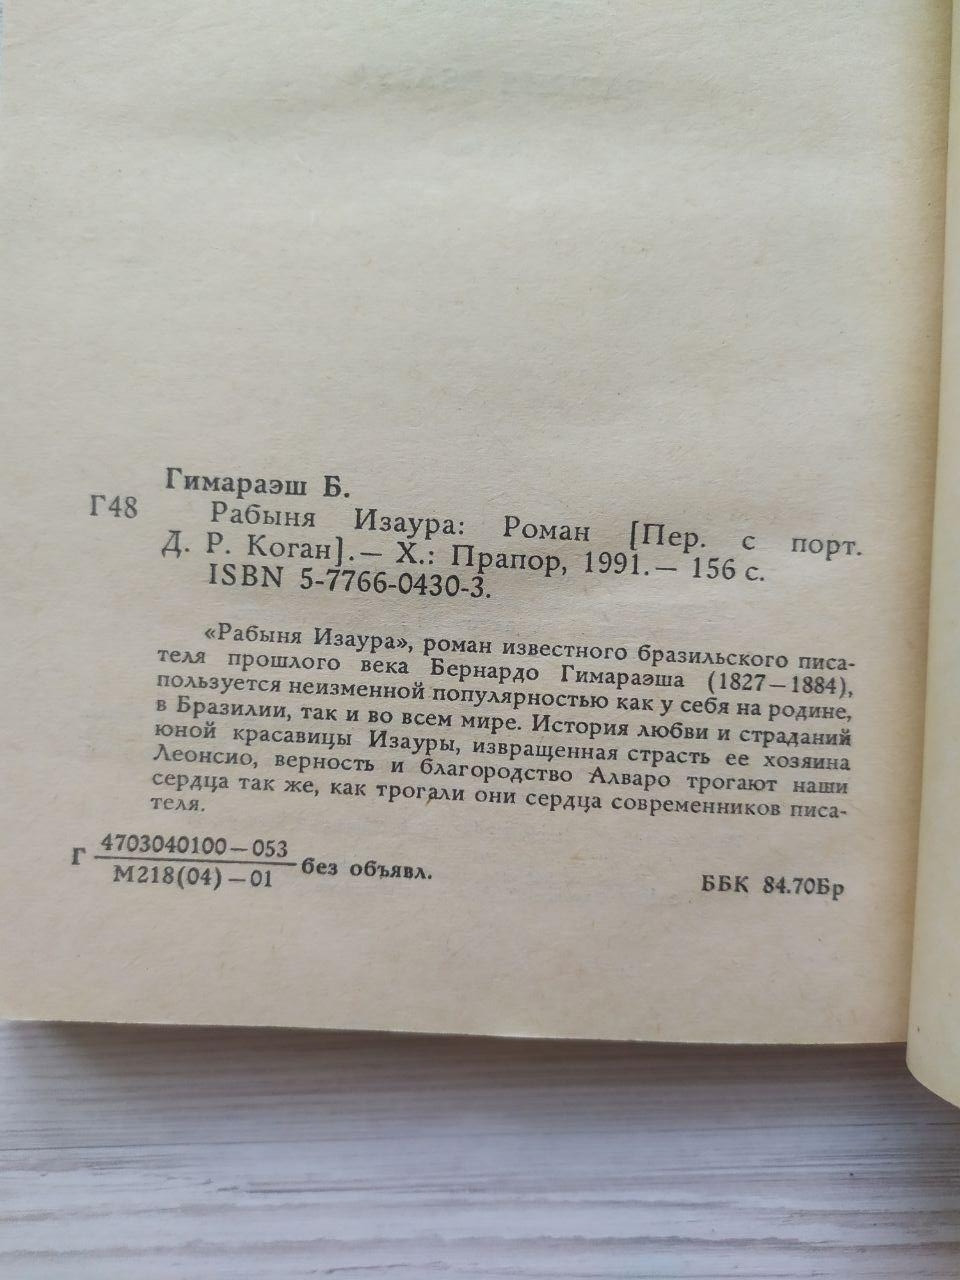 Гимараэш Б.
Г48 Рабыня Изаура: Роман [Пер. с порт.
Д. Р. Коган].— Х.: Прапор, 1991.— 156 с.
ISBN 5-7766-0430-3.
«Рабыня Изаура», роман известного бразильского писа-
теля прошлого века Бернардо Гимараэша (1827—1884),
пользуется неизменной популярностью как у себя на родине,
в Бразилии, так и во всем мире. История любви и страданий
юной красавицы Изауры, извращенная страсть ее хозяина
Леонсио, верность и благородство Алваро трогают наши
сердца так же, как трогали они сердца современников писа-
теля.
4703040100—053
Г без объявл.
М218(04)—01
ББК 84.70Бр